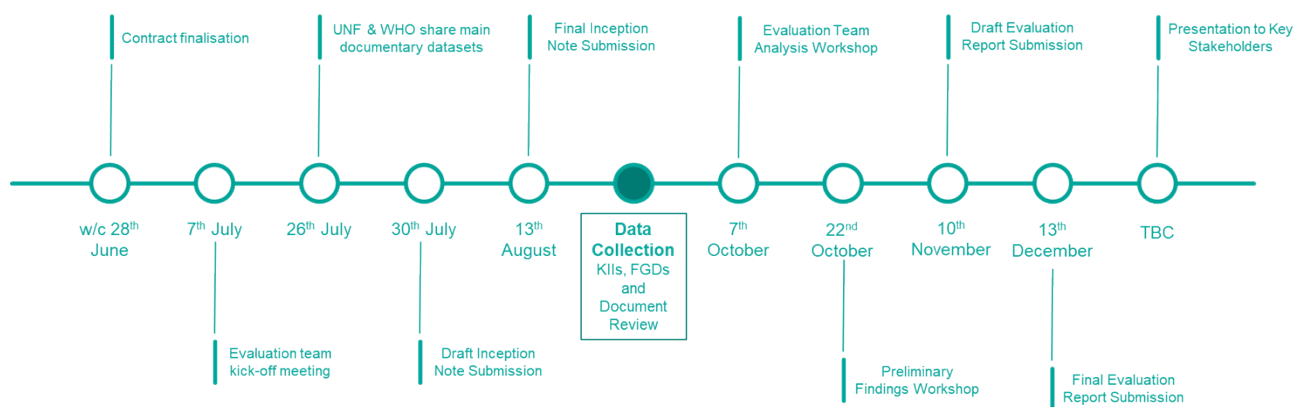 Contract finalisation
UNF & WHO share main
documentary datasets
Final Inception
Note Submission
Evaluation Team
Analysis Workshop
Draft Evaluation
Report Submission
Presentation to Key
Stakeholders
w/c 28th
June
7th July
26th July
30th July
13th
August
Data
Collection
KIIs, FGDs
and
Document
Review
7th
October
22nd
October
10th
November
13th
December
TBC
Evaluation team
kick-off meeting
Draft Inception
Note Submission
Preliminary
Findings Workshop
Final Evaluation
Report Submission